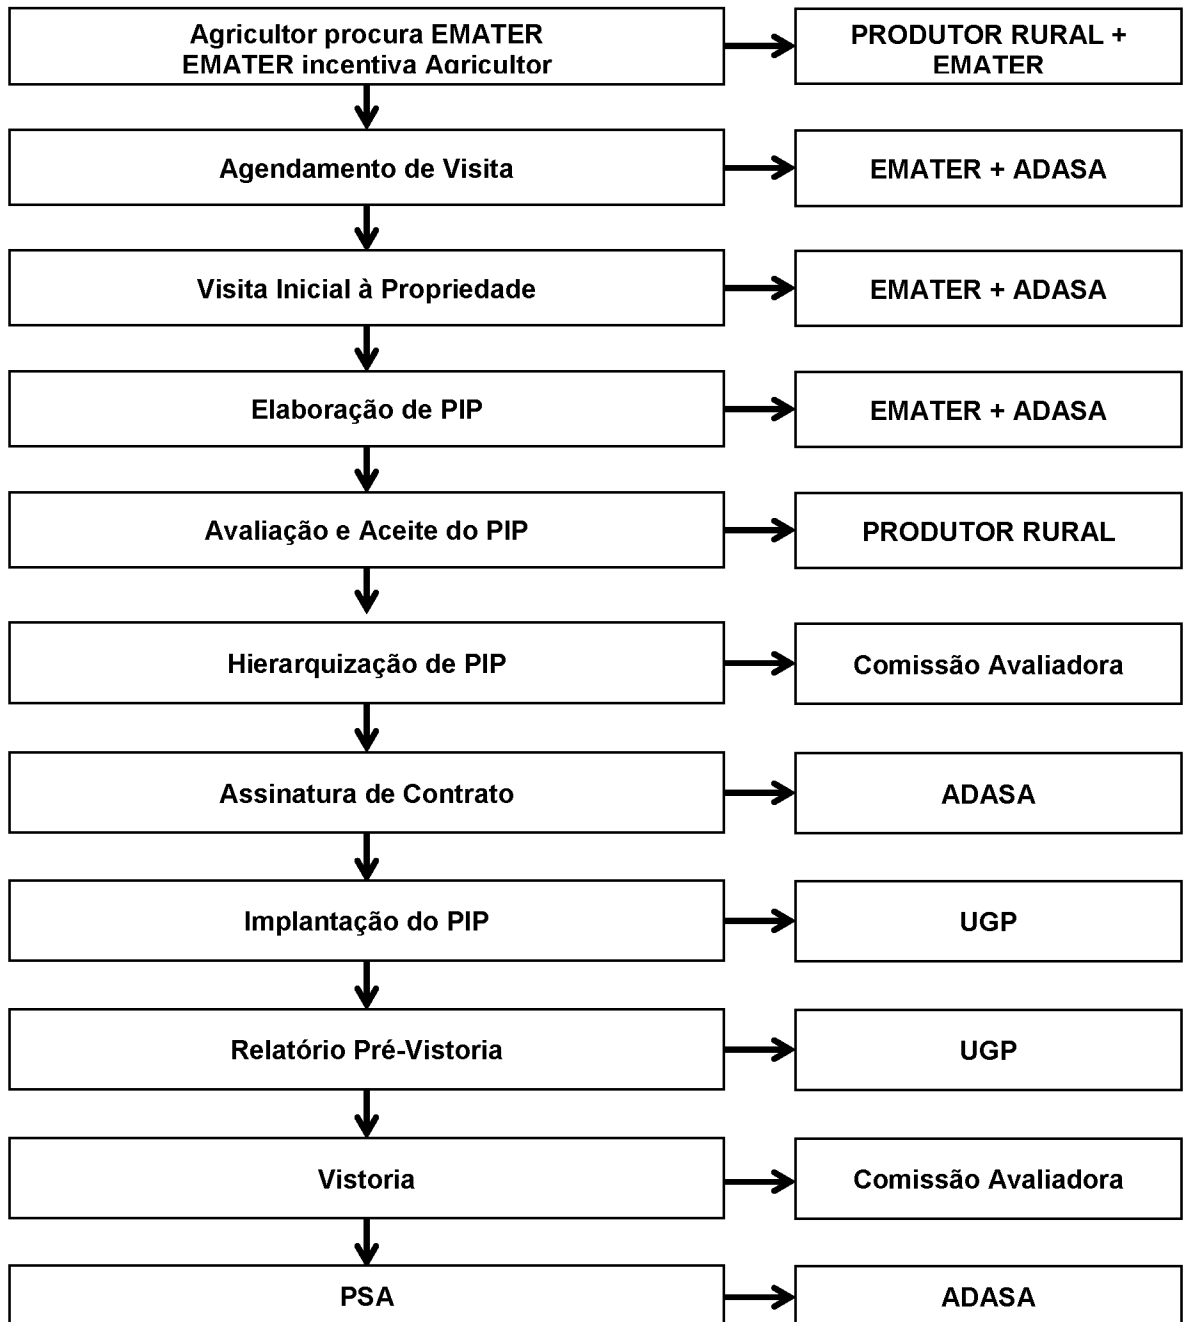 Agricultor procura EMATER
EMATER incentiva Agricultor
PRODUTOR RURAL +
EMATER
Agendamento de Visita
EMATER + ADASA
Visita Inicial à Propriedade
EMATER + ADASA
Elaboração de PIP
EMATER + ADASA
Avaliação e Aceite do PIP
PRODUTOR RURAL
Hierarquização de PIP
Comissão Avaliadora
Assinatura de Contrato
ADASA
Implantação do PIP
UGP
Relatório Pré-Vistoria
UGP
Vistoria
Comissão Avaliadora
PSA
ADASA